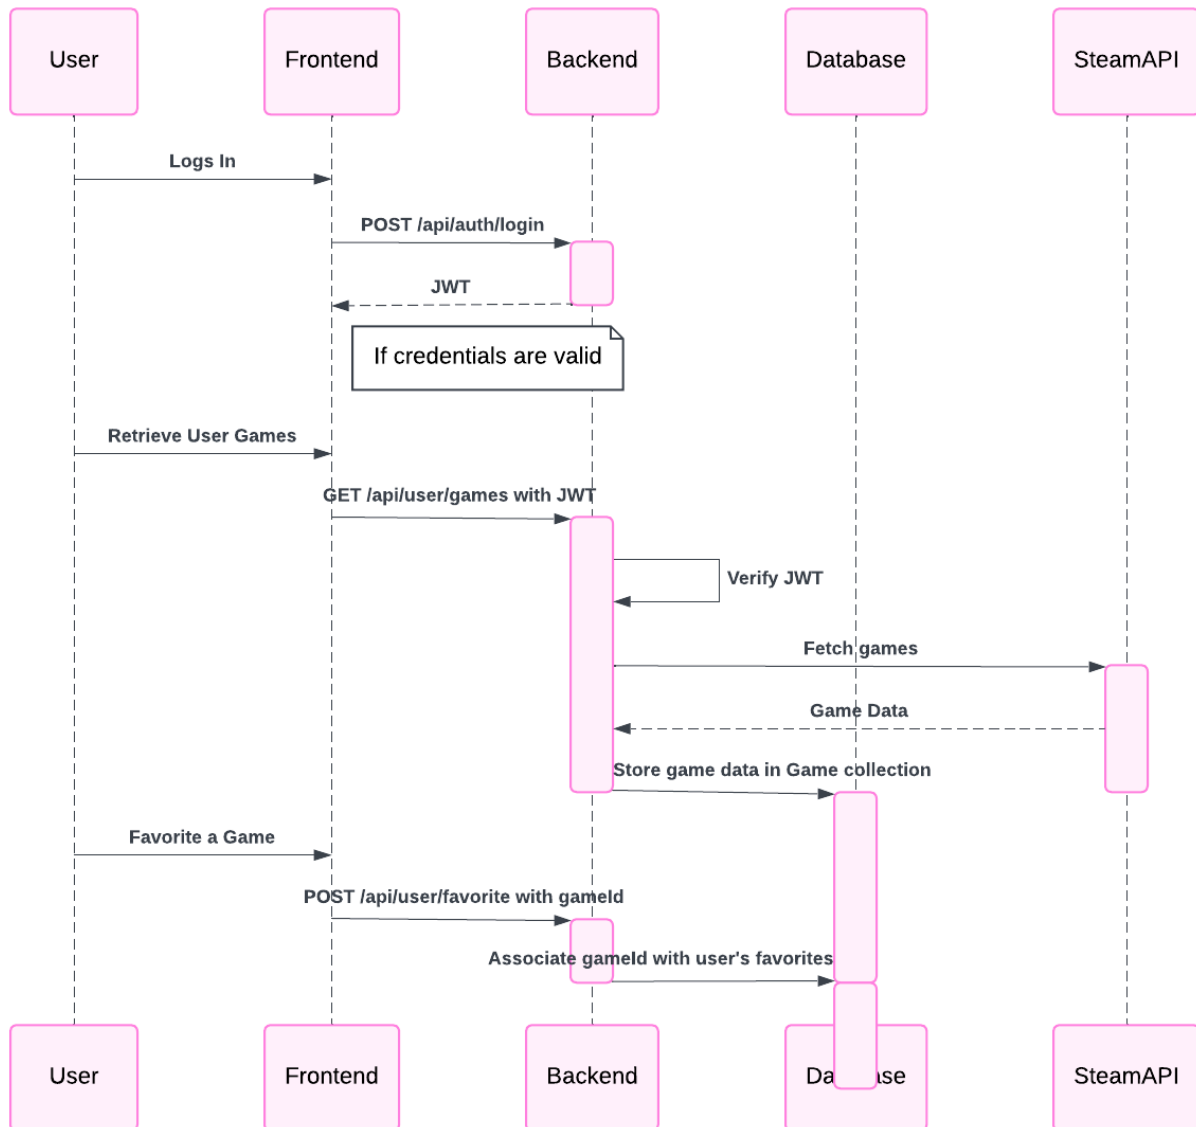 User
Frontend
Backend
Database
SteamAPI
Logs In
POST /api/auth/login
JWT
If credentials are valid
Retrieve User Games
GET /api/user/games with JWT
Verify JWT
Fetch games
Game Data
Store game data in Game collection
Favorite a Game
POST /api/user/favorite with gameId
Associate gameId with user's favorites
User
Frontend
Backend
SteamAPI